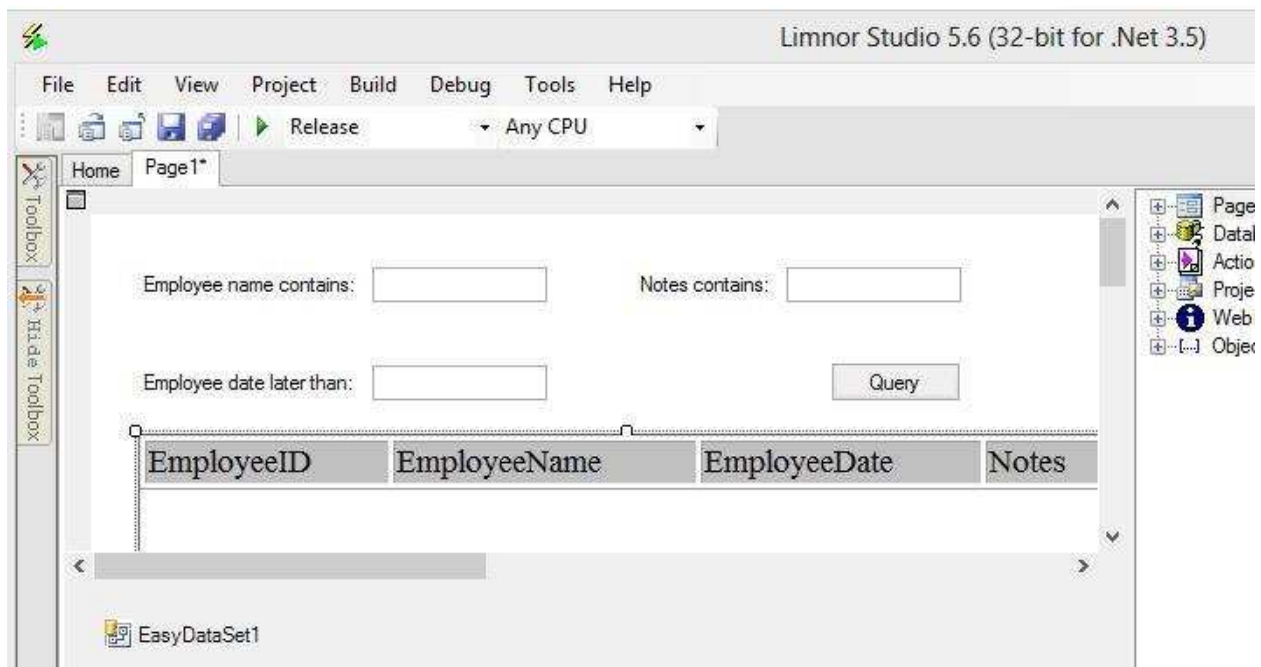 Limnor Studio 5.6 (32-bit for .Net 3.5)
File Edit View Project Build Debug Tools Help
Release Any CPU
Toolbox
Hide Toolbox
Home Page1*
Employee name contains: Notes contains:
Employee date later than: Query
EmployeeID EmployeeName EmployeeDate Notes
EasyDataSet1
Page
Datab
Actio
Proje
Web
Objec